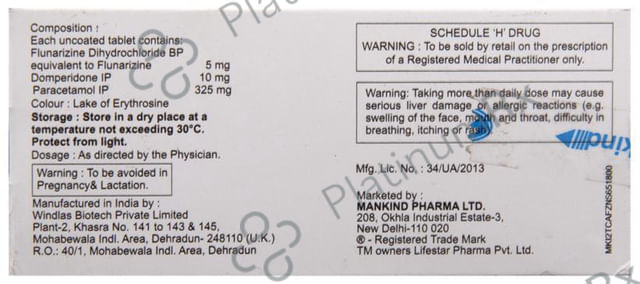 Composition :
Each uncoated tablet contains:
Flunarizine Dihydrochloride BP
equivalent to Flunarizine 5 mg
Domperidone IP 10 mg
Paracetamol IP 325 mg
Colour : Lake of Erythrosine
Storage : Store in a dry place at a
temperature not exceeding 30°C.
Protect from light.
Dosage : As directed by the Physician.
Warning : To be avoided in
Pregnancy& Lactation.
Manufactured in India by :
Windlas Biotech Private Limited
Plant-2, Khasra No. 141 to 143 & 145,
Mohabewala Indl. Area, Dehradun- 248110 (U.K.)
R.O.: 40/1, Mohabewala Indl. Area, Dehradun
SCHEDULE 'H' DRUG
WARNING : To be sold by retail on the prescription
of a Registered Medical Practitioner only.
Warning: Taking more than daily dose may cause
serious liver damage or allergic reactions (e.g.
swelling of the face, mouth and throat, difficulty in
breathing, itching or rash)
Mfg. Lic. No. : 34/UA/2013
Marketed by :
MANKIND PHARMA LTD.
208, Okhla Industrial Estate-3,
New Delhi-110 020
® - Registered Trade Mark
TM owners Lifestar Pharma Pvt. Ltd.
kind
MKI2TCAFZNS651800
PlatinumRx
PlatinumRx